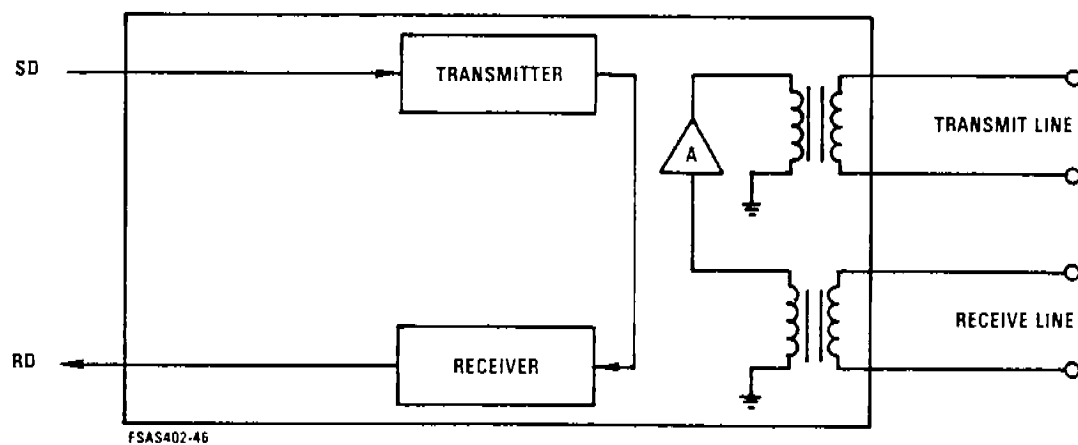 SD
TRANSMITTER
A
TRANSMIT LINE
RD
RECEIVER
RECEIVE LINE
FSAS402-46